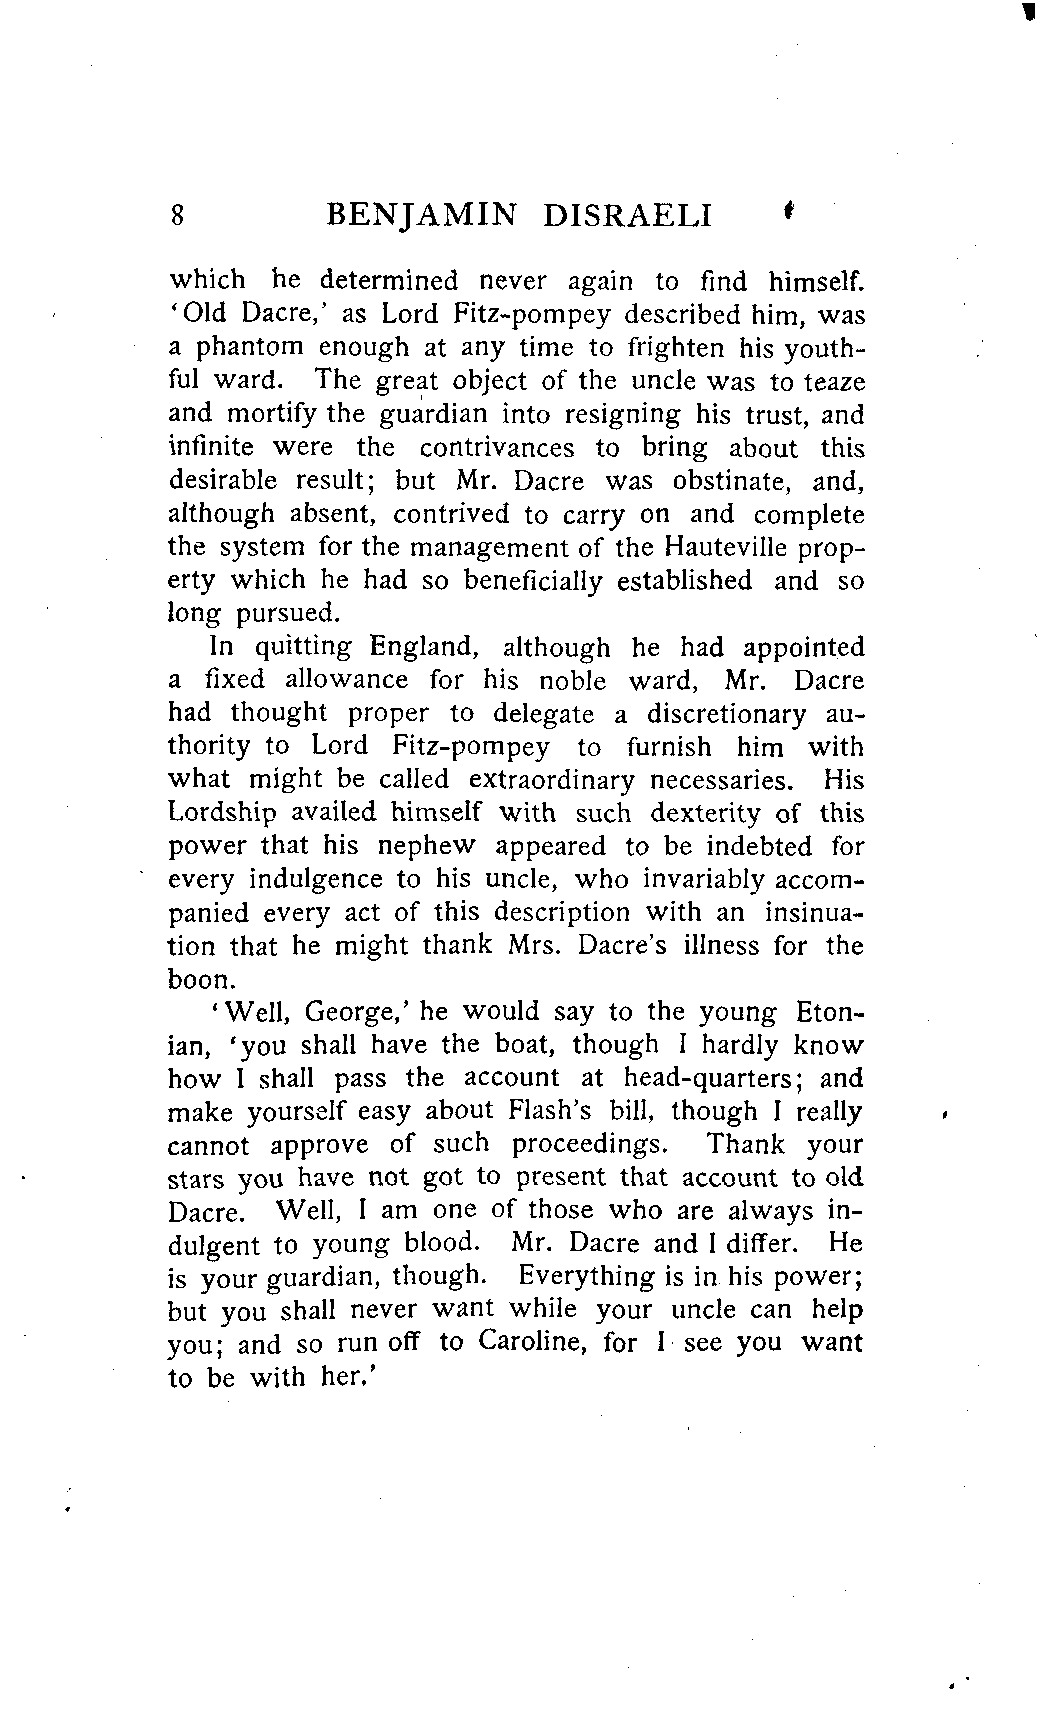 8 BENJAMIN DISRAELI
which he determined never again to find himself.
‘Old Dacre,’ as Lord Fitz-pompey described him, was
a phantom enough at any time to frighten his youth-
ful ward. The great object of the uncle was to teaze
and mortify the guardian into resigning his trust, and
infinite were the contrivances to bring about this
desirable result; but Mr. Dacre was obstinate, and,
although absent, contrived to carry on and complete
the system for the management of the Hauteville prop-
erty which he had so beneficially established and so
long pursued.
In quitting England, although he had appointed
a fixed allowance for his noble ward, Mr. Dacre
had thought proper to delegate a discretionary au-
thority to Lord Fitz-pompey to furnish him with
what might be called extraordinary necessaries. His
Lordship availed himself with such dexterity of this
power that his nephew appeared to be indebted for
every indulgence to his uncle, who invariably accom-
panied every act of this description with an insinua-
tion that he might thank Mrs. Dacre’s illness for the
boon.
‘Well, George,’ he would say to the young Eton-
ian, ‘you shall have the boat, though I hardly know
how I shall pass the account at head-quarters; and
make yourself easy about Flash’s bill, though I really
cannot approve of such proceedings. Thank your
stars you have not got to present that account to old
Dacre. Well, I am one of those who are always in-
dulgent to young blood. Mr. Dacre and I differ. He
is your guardian, though. Everything is in his power;
but you shall never want while your uncle can help
you; and so run off to Caroline, for I see you want
to be with her.’